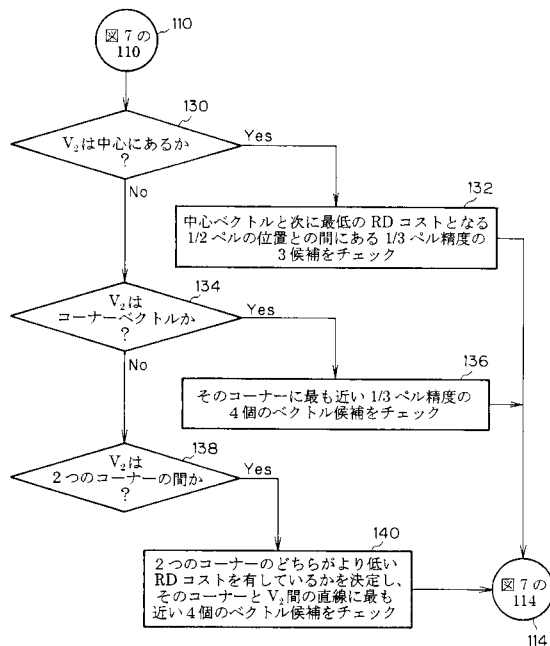 図7の
110
110
130
V₂は中心にあるか
?
Yes
No
132
中心ベクトルと次に最低の RD コストとなる
1/2 ペルの位置との間にある 1/3 ペル精度の
3 候補をチェック
134
V₂は
コーナーベクトルか
?
Yes
No
136
そのコーナーに最も近い 1/3 ペル精度の
4 個のベクトル候補をチェック
138
V₂は
2 つのコーナーの間か
?
Yes
140
2 つのコーナーのどちらがより低い
RD コストを有しているかを決定し、
そのコーナーと V₂ 間の直線に最も
近い 4 個のベクトル候補をチェック
図7の
114
114